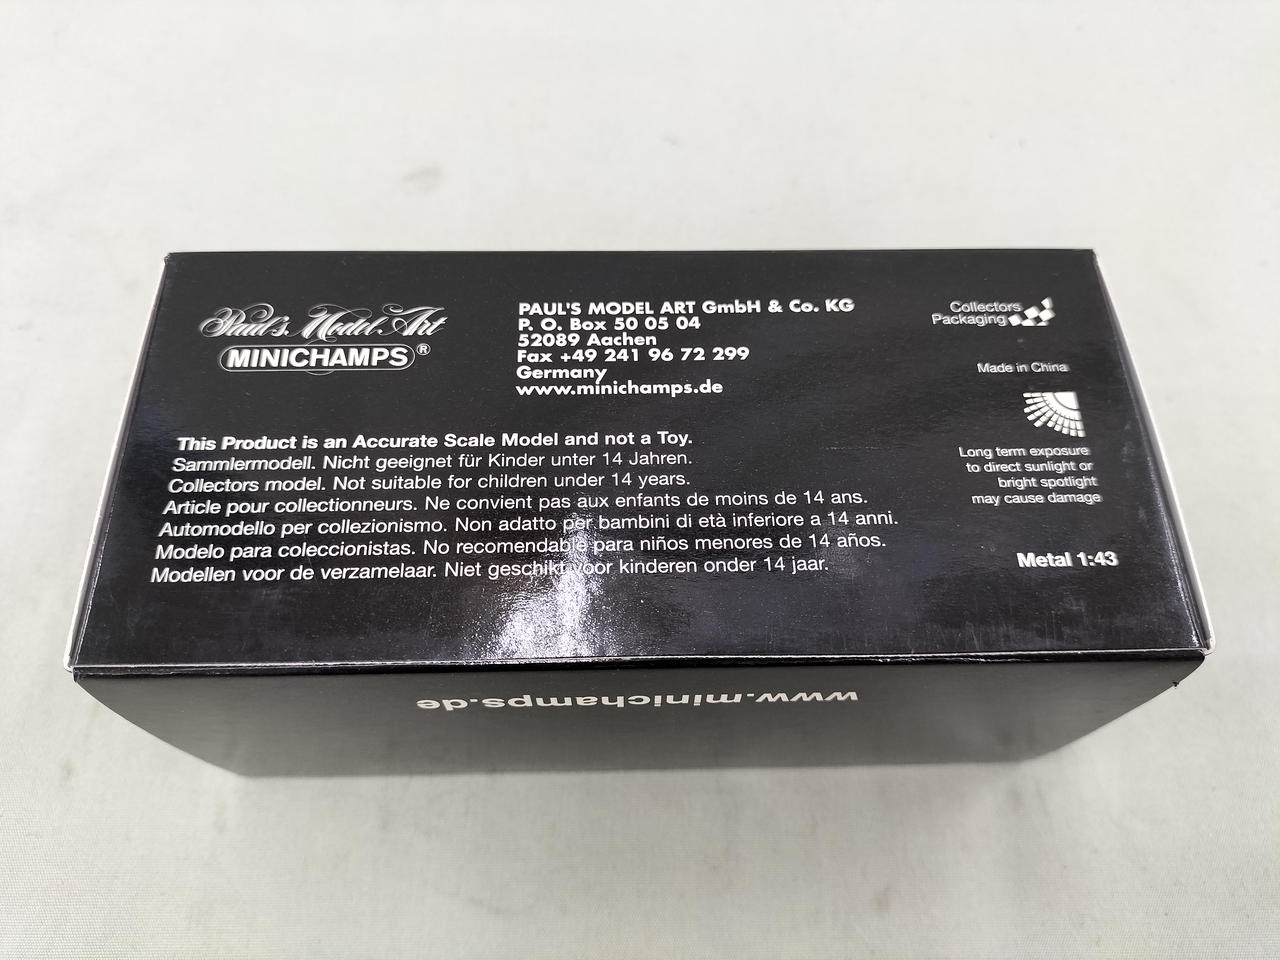 Paul's Model Art
MINICHAMPS®
PAUL'S MODEL ART GmbH & Co. KG
P. O. Box 50 05 04
52089 Aachen
Fax +49 241 96 72 299
Germany
www.minichamps.de
Collectors
Packaging
Made in China
Long term exposure
to direct sunlight or
bright spotlight
may cause damage
Metal 1:43
This Product is an Accurate Scale Model and not a Toy.
Sammlermodell. Nicht geeignet für Kinder unter 14 Jahren.
Collectors model. Not suitable for children under 14 years.
Article pour collectionneurs. Ne convient pas aux enfants de moins de 14 ans.
Automodello per collezionismo. Non adatto per bambini di età inferiore a 14 anni.
Modelo para coleccionistas. No recomendable para niños menores de 14 años.
Modellen voor de verzamelaar. Niet geschikt voor kinderen onder 14 jaar.
www.minichamps.de